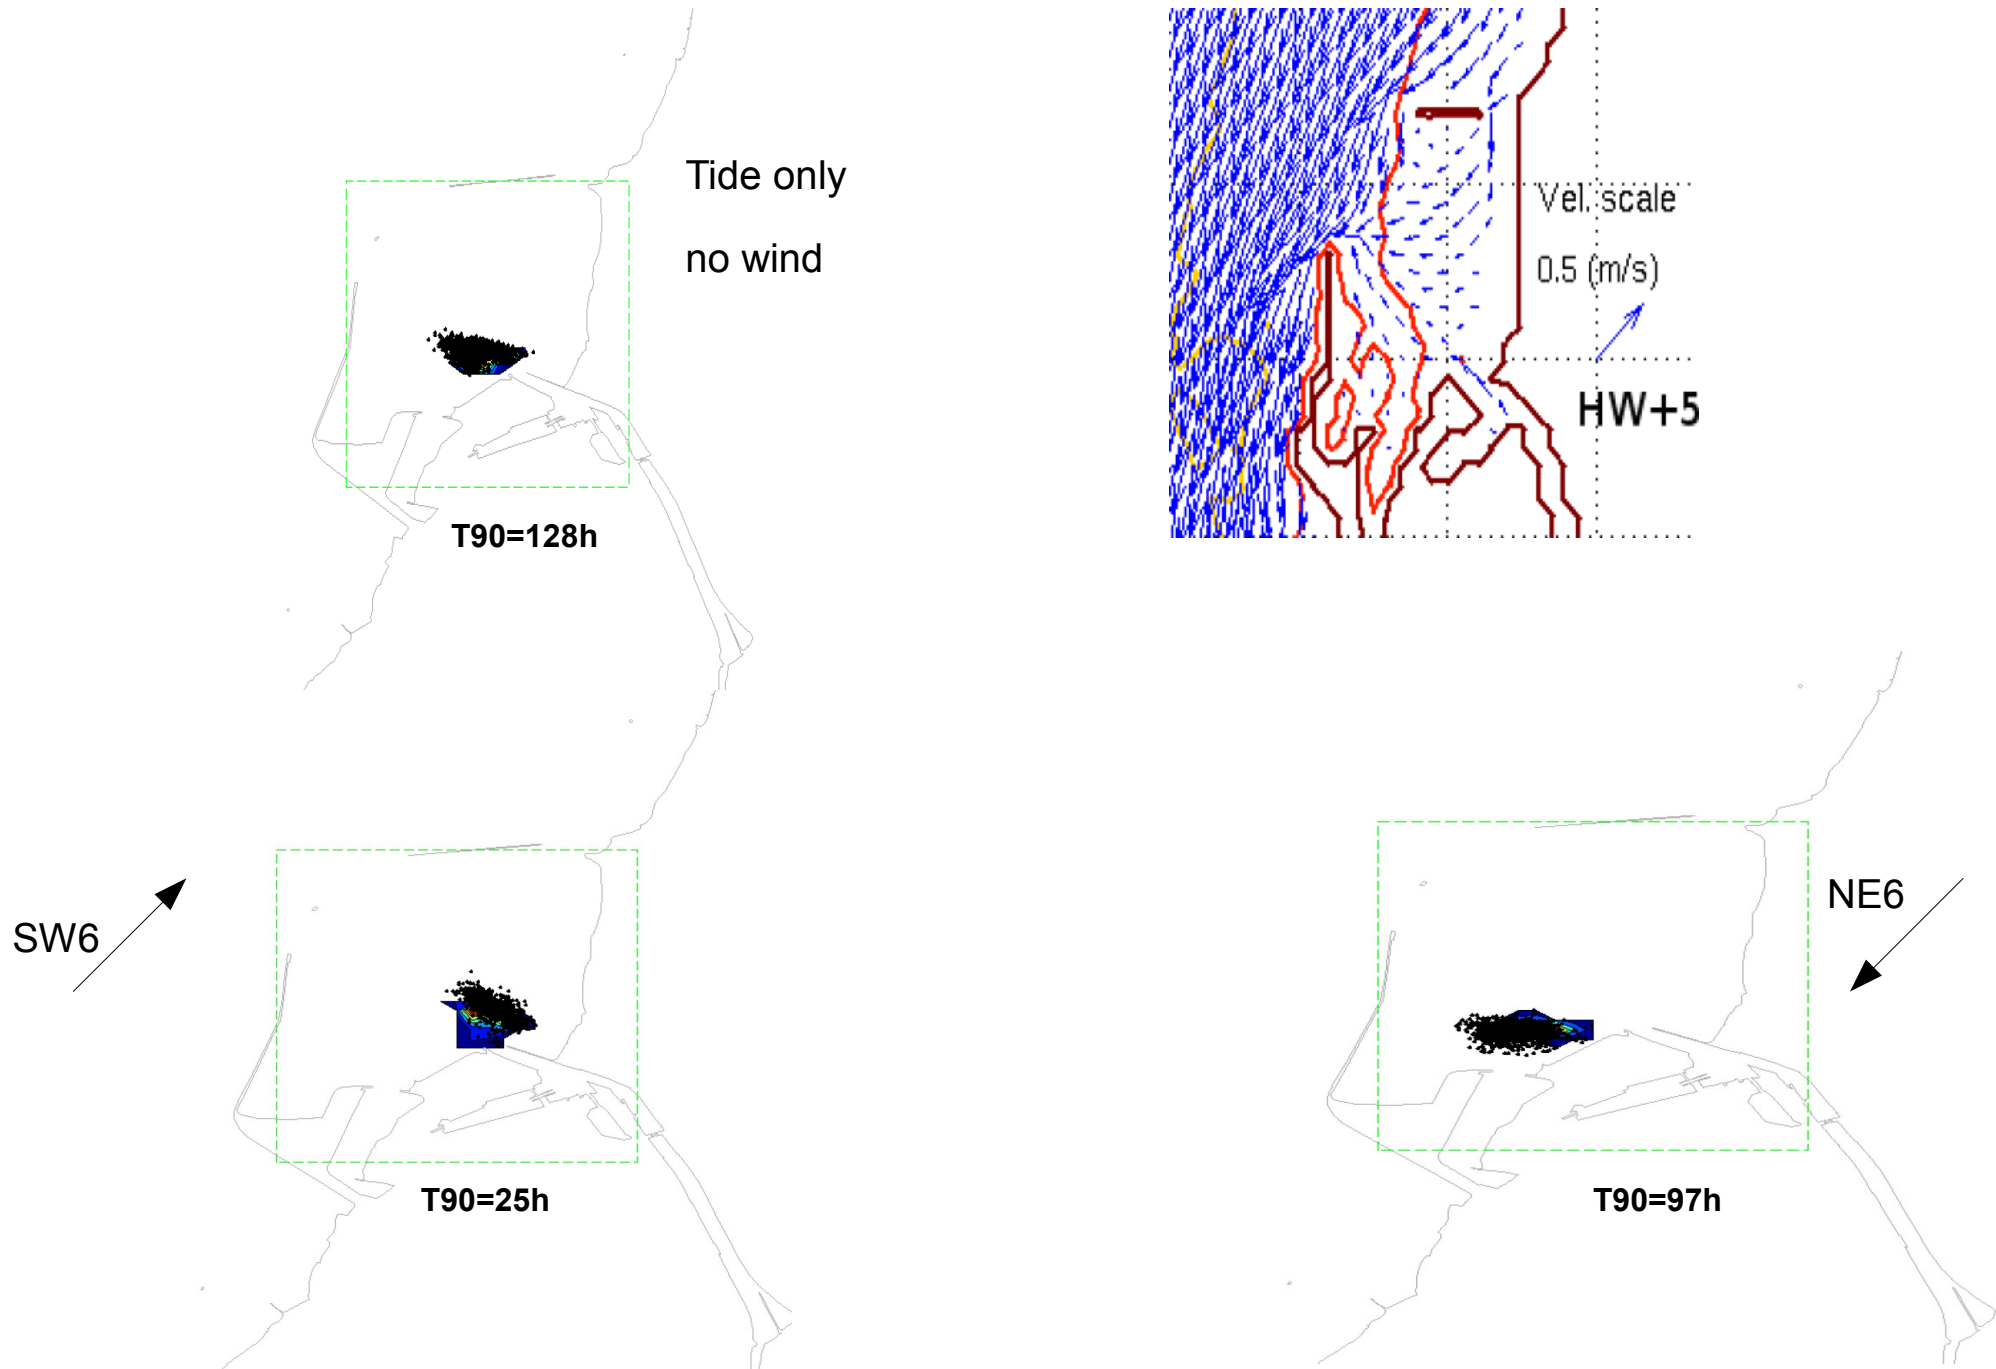 Tide only
no wind
T90=128h
Vel. scale
0.5 (m/s)
HW+5
SW6
T90=25h
NE6
T90=97h